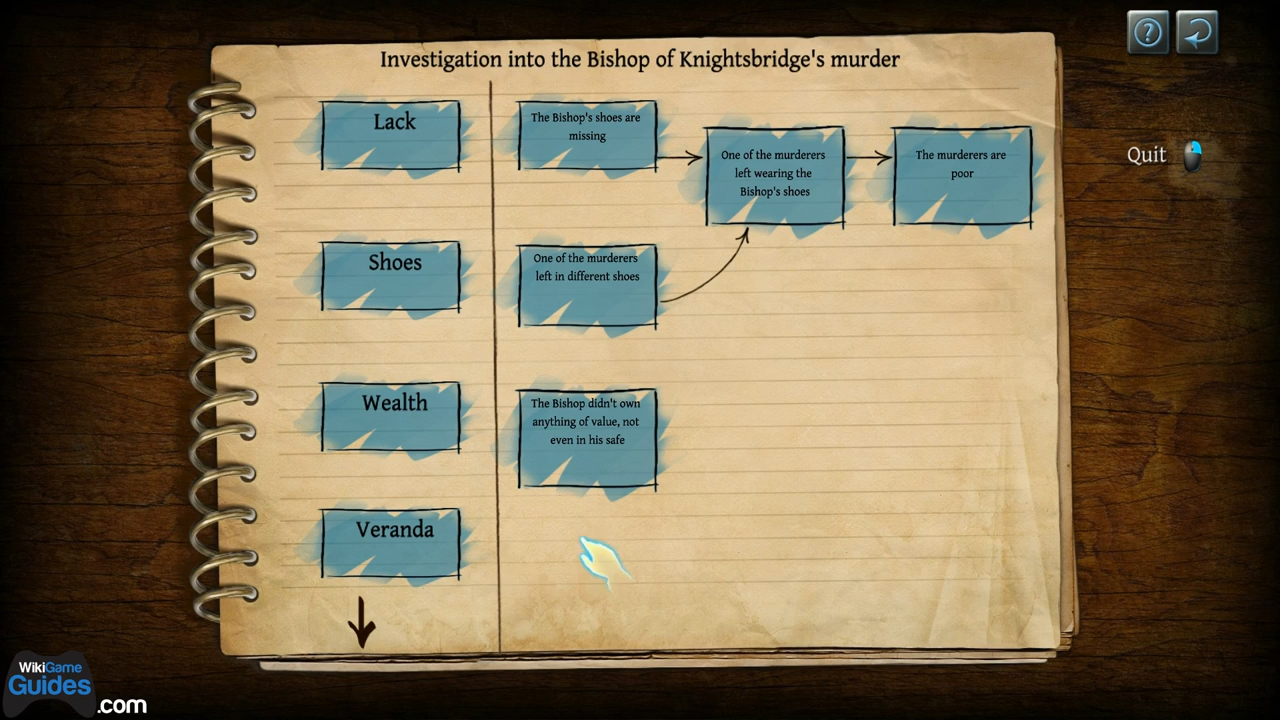 Investigation into the Bishop of Knightsbridge's murder
Lack
The Bishop's shoes are
missing
One of the murderers
left wearing the
Bishop's shoes
The murderers are
poor
Quit
Shoes
One of the murderers
left in different shoes
Wealth
The Bishop didn't own
anything of value, not
even in his safe
Veranda
?
WikiGame
Guides
.com